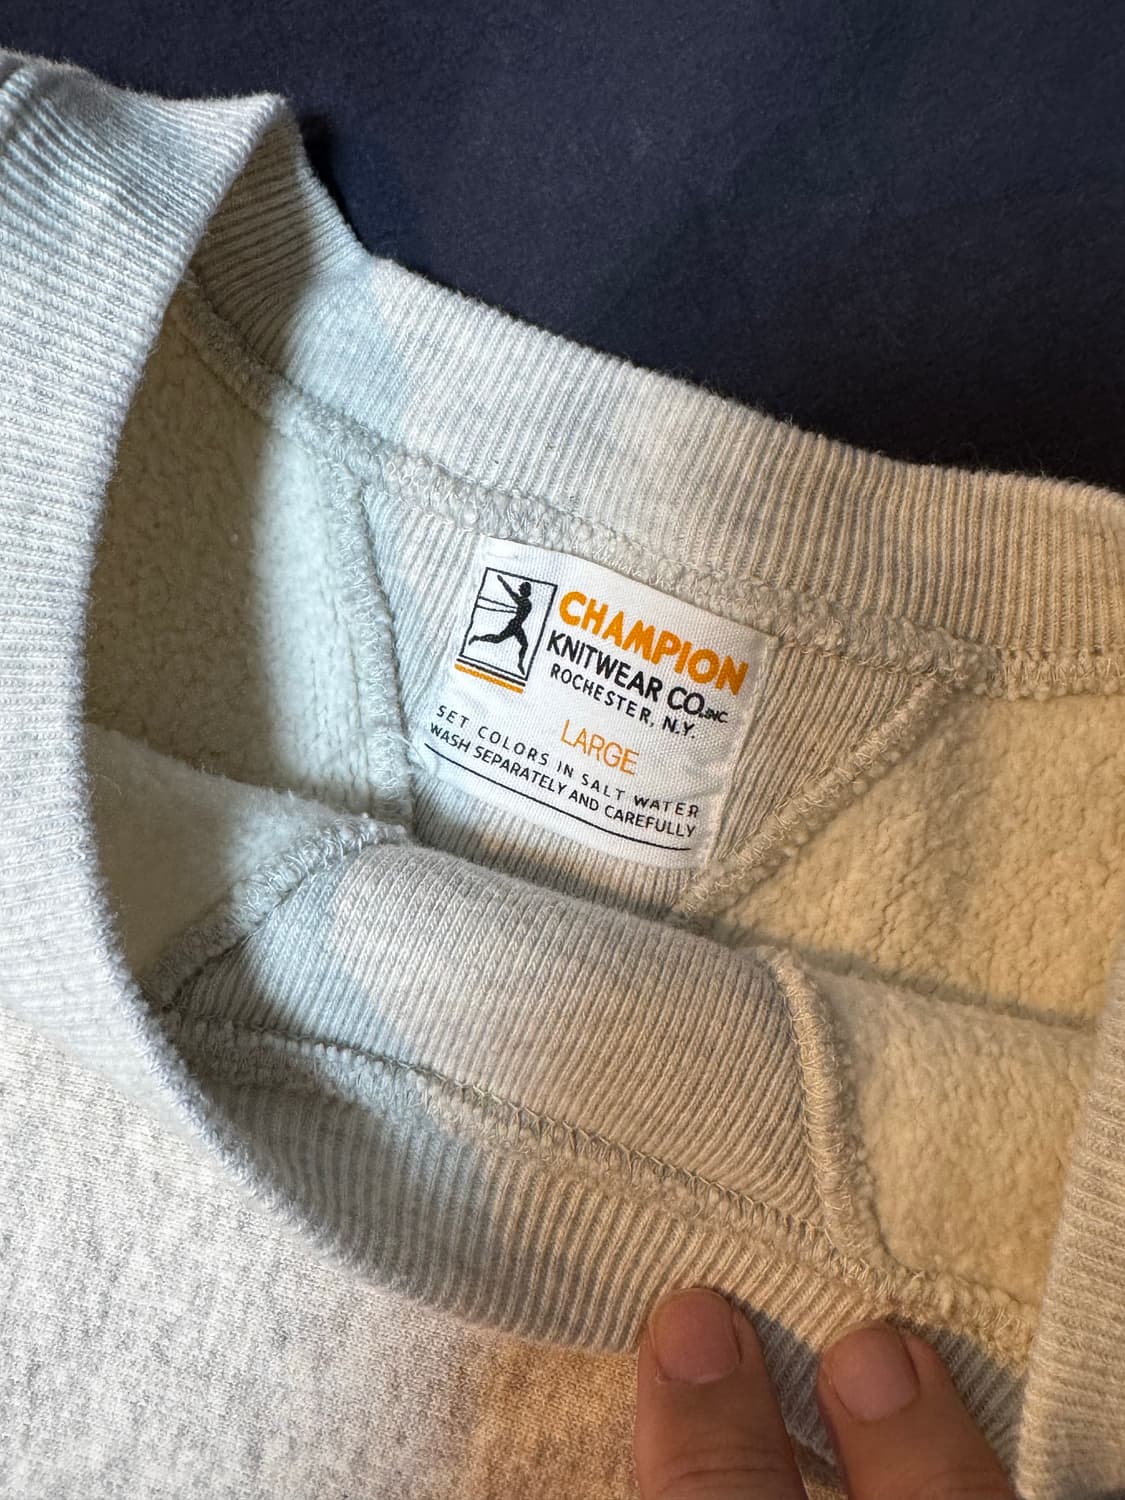 CHAMPION
KNITWEAR CO. INC.
ROCHESTER, N.Y.
LARGE
SET COLORS IN SALT WATER
WASH SEPARATELY AND CAREFULLY